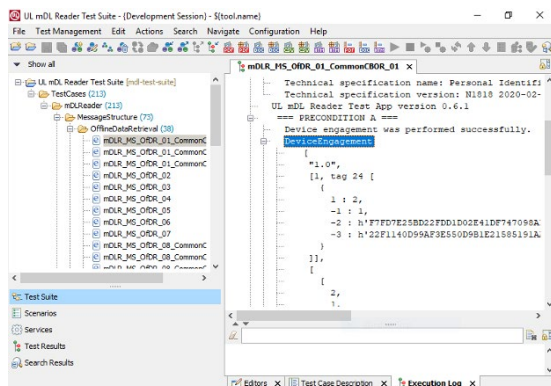 UL mDL Reader Test Suite - (Development Session) - $(tool.name)
File Test Management Edit Actions Search Navigate Configuration Help
Show all
UL mDL Reader Test Suite [mdl-test-suite]
TestCases (213)
mDLReader (213)
MessageStructure (73)
OfflineDataRetrieval (38)
mDLR_MS_OfDR_01_CommonC
mDLR_MS_OfDR_01_CommonC
mDLR_MS_OfDR_02
mDLR_MS_OfDR_03
mDLR_MS_OfDR_04
mDLR_MS_OfDR_05
mDLR_MS_OfDR_06
mDLR_MS_OfDR_07
mDLR_MS_OfDR_08_CommonC
mDLR_MS_OfDR_08_CommonC
mDLR_MS_OfDR_08_CommonC
Test Suite
Scenarios
Services
Test Results
Search Results
mDLR_MS_OfDR_01_CommonCBOR_01
Technical specification name: Personal Identifi
Technical specification version: N1818 2020-02-
UL mDL Reader Test App version 0.6.1
=== PRECONDITION A ===
Device engagement was performed successfully.
DeviceEngagement
[
"1.0",
[1, tag 24 [
{
1 : 2,
-1 : 1,
-2 : h'F7FD7E25BD22FDD1D02E41DF747098A
-3 : h'22F1140D99AF3E550D9B1E21585191A
}
]],
[
[
2,
1,
Editors Test Case Description Execution Log